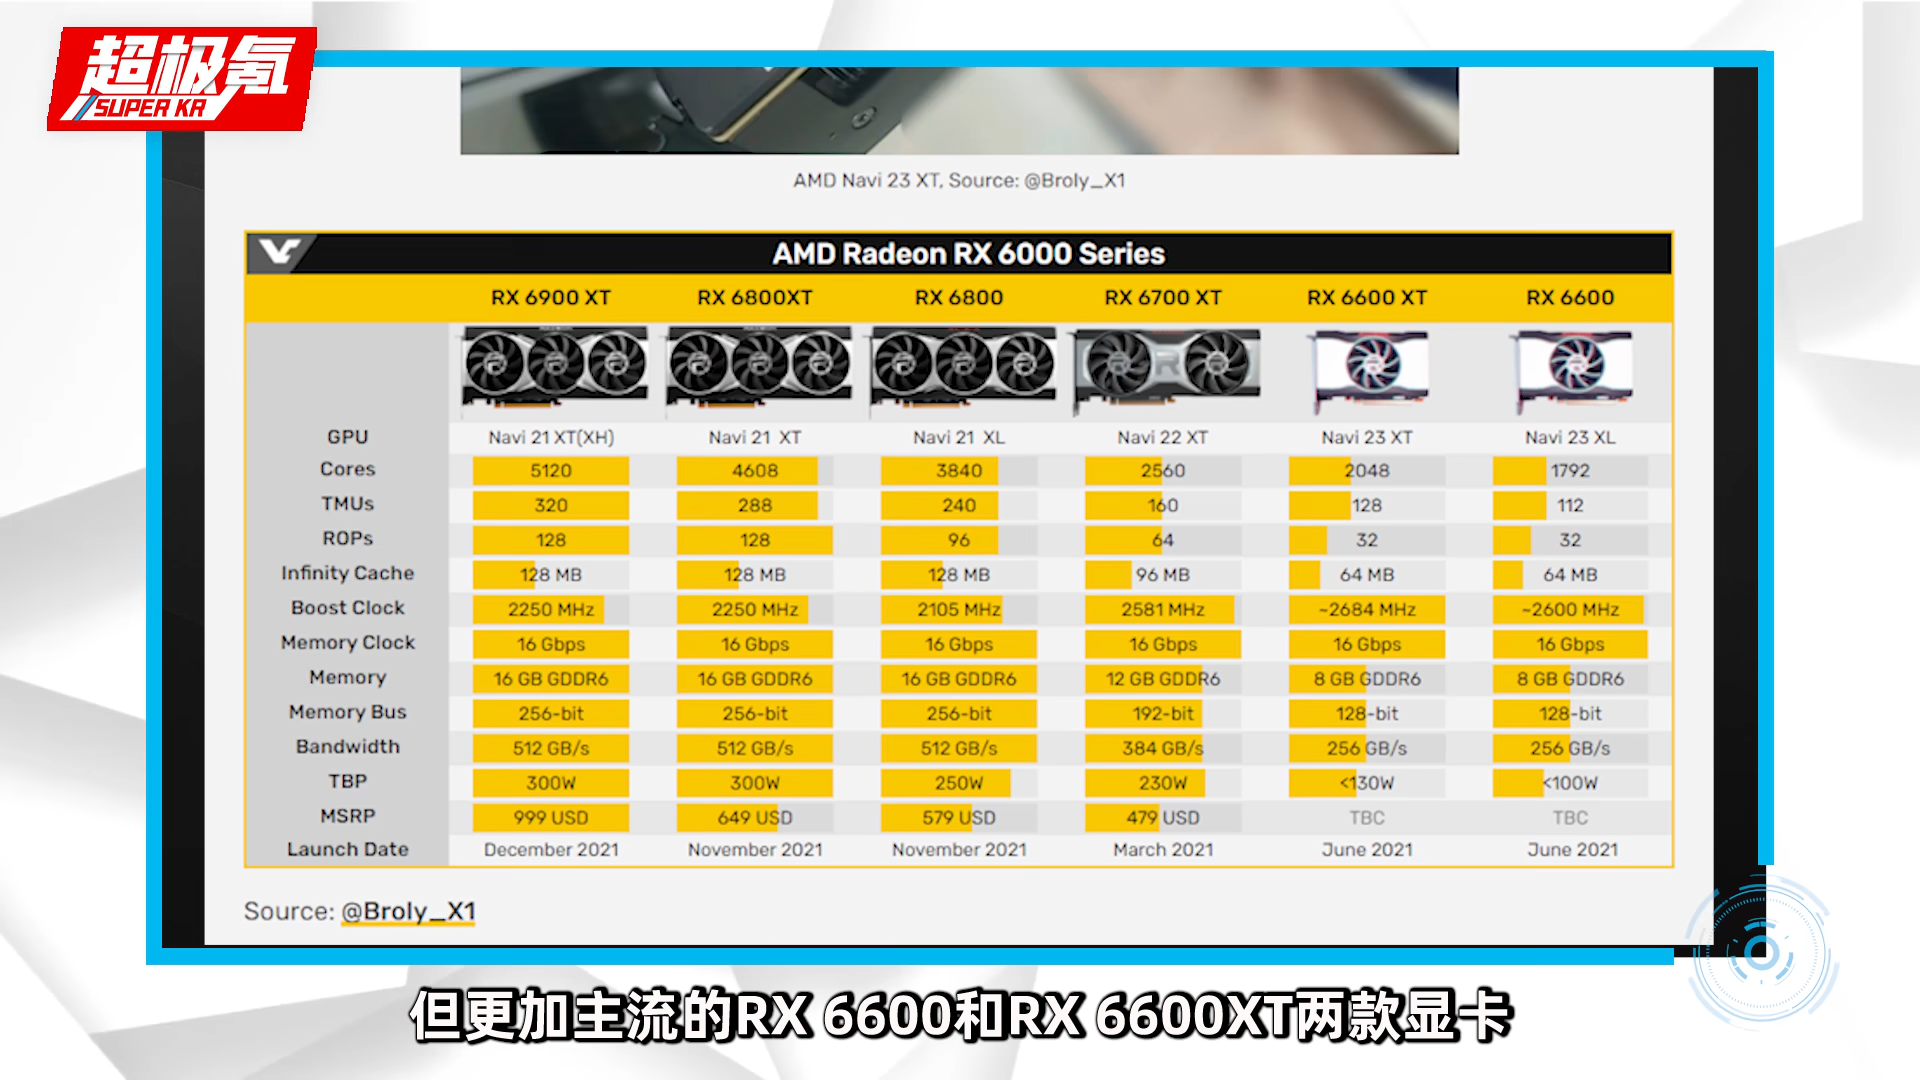 超极氪
SUPER KR
AMD Navi 23 XT, Source: @Broly_X1
AMD Radeon RX 6000 Series
RX 6900 XT RX 6800XT RX 6800 RX 6700 XT RX 6600 XT RX 6600
GPU Navi 21 XT(XH) Navi 21 XT Navi 21 XL Navi 22 XT Navi 23 XT Navi 23 XL
Cores 5120 4608 3840 2560 2048 1792
TMUs 320 288 240 160 128 112
ROPs 128 128 96 64 32 32
Infinity Cache 128 MB 128 MB 128 MB 96 MB 64 MB 64 MB
Boost Clock 2250 MHz 2250 MHz 2105 MHz 2581 MHz ~2684 MHz ~2600 MHz
Memory Clock 16 Gbps 16 Gbps 16 Gbps 16 Gbps 16 Gbps 16 Gbps
Memory 16 GB GDDR6 16 GB GDDR6 16 GB GDDR6 12 GB GDDR6 8 GB GDDR6 8 GB GDDR6
Memory Bus 256-bit 256-bit 256-bit 192-bit 128-bit 128-bit
Bandwidth 512 GB/s 512 GB/s 512 GB/s 384 GB/s 256 GB/s 256 GB/s
TBP 300W 300W 250W 230W <130W <100W
MSRP 999 USD 649 USD 579 USD 479 USD TBC TBC
Launch Date December 2021 November 2021 November 2021 March 2021 June 2021 June 2021
Source: @Broly_X1
但更加主流的RX 6600和RX 6600XT两款显卡